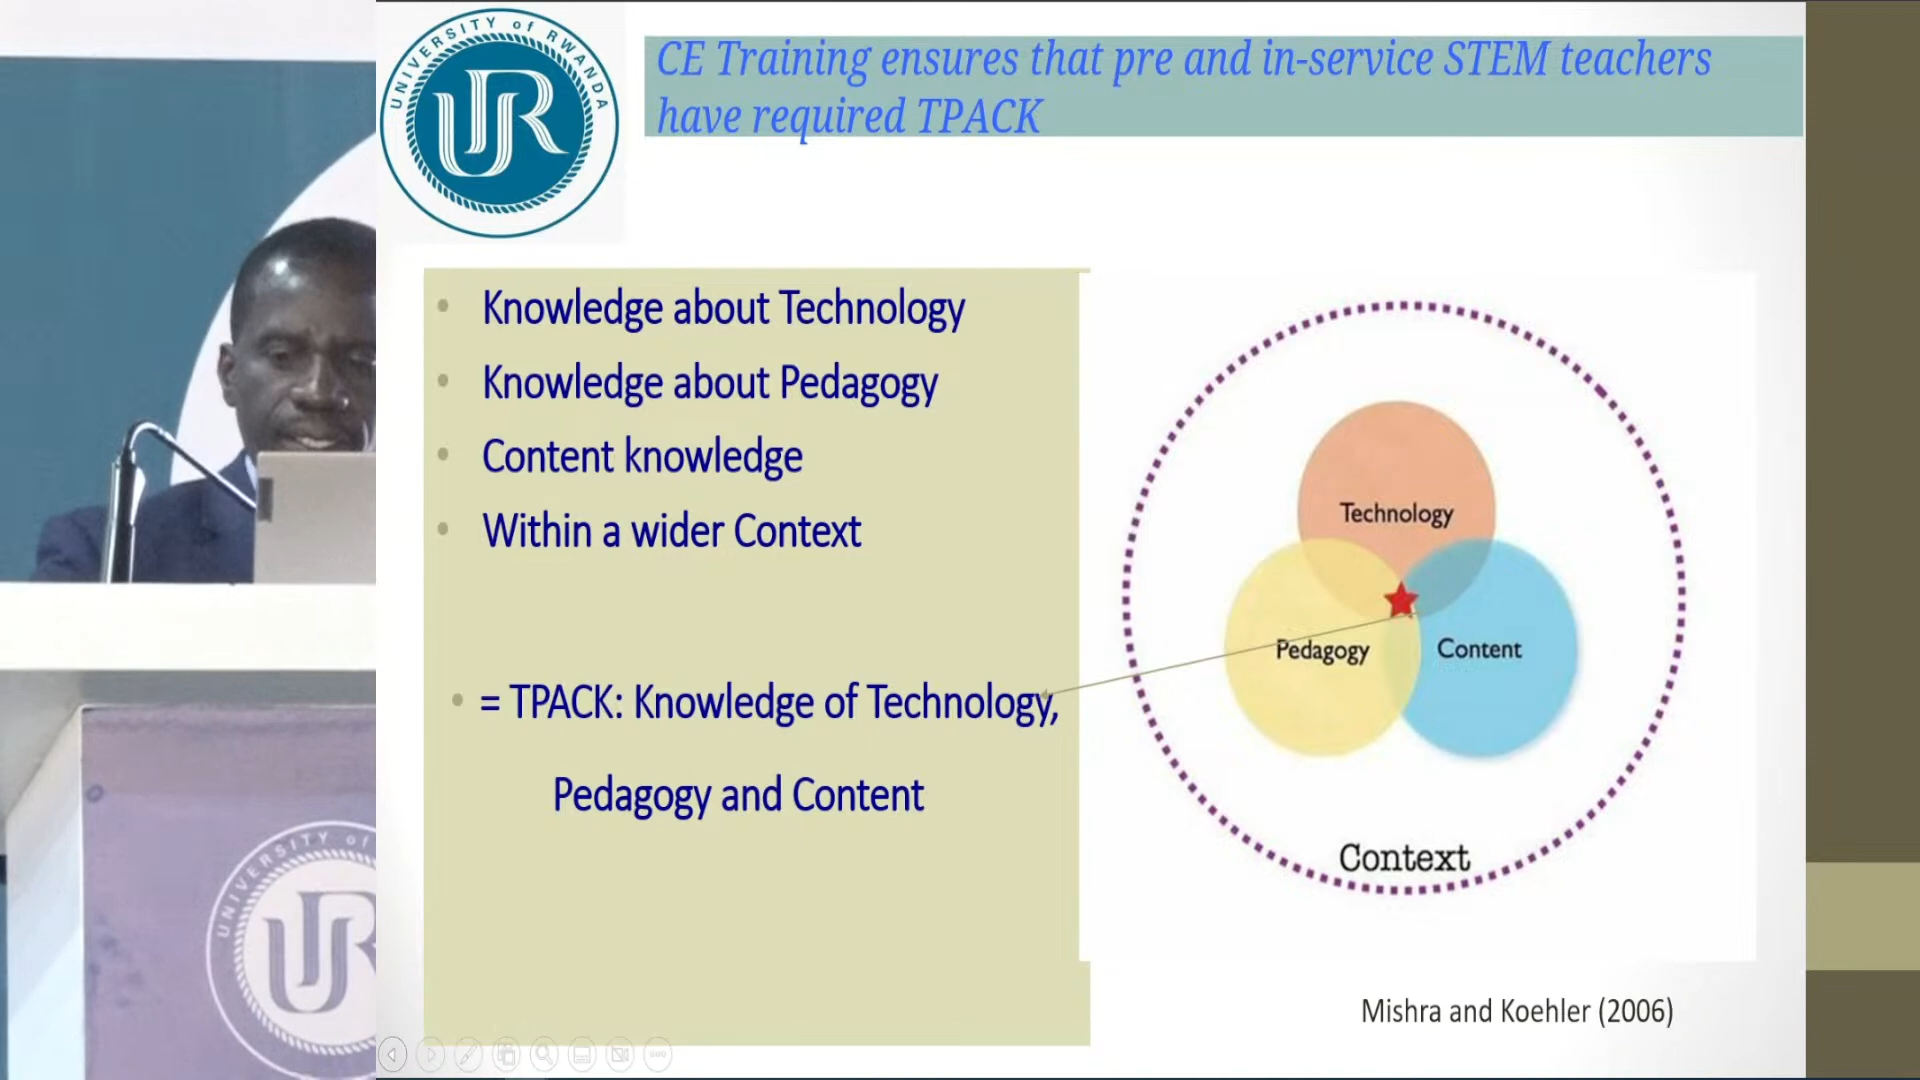 UNIVERSITY of RWANDA
UR
CE Training ensures that pre and in-service STEM teachers
have required TPACK
• Knowledge about Technology
• Knowledge about Pedagogy
• Content knowledge
• Within a wider Context
• = TPACK: Knowledge of Technology,
Pedagogy and Content
Technology
Pedagogy
Content
Context
Mishra and Koehler (2006)
UNIVERSITY of
UR